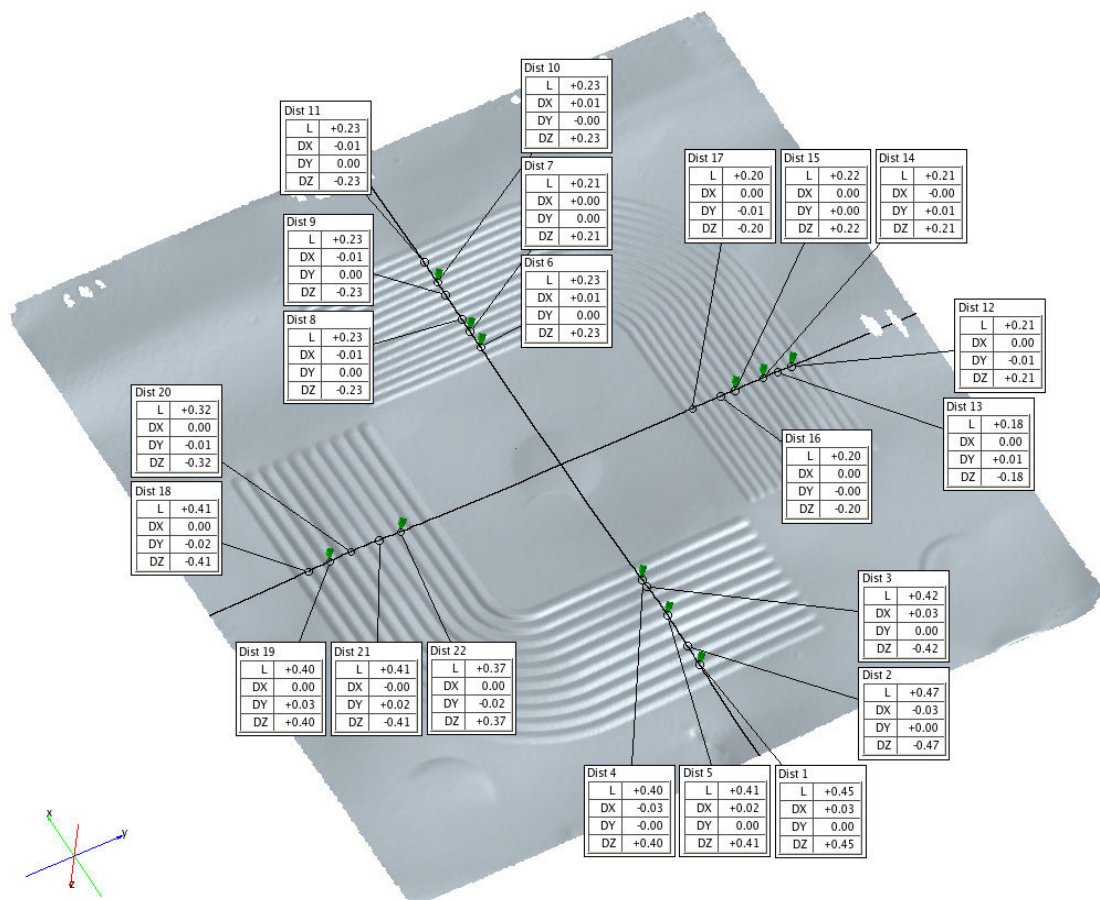 Dist 10
L +0.23
DX +0.01
DY -0.00
DZ +0.23
Dist 11
L +0.23
DX -0.01
DY 0.00
DZ -0.23
Dist 7
L +0.21
DX +0.00
DY 0.00
DZ +0.21
Dist 17
L +0.20
DX 0.00
DY -0.01
DZ -0.20
Dist 15
L +0.22
DX 0.00
DY +0.00
DZ +0.22
Dist 14
L +0.21
DX -0.00
DY +0.01
DZ +0.21
Dist 9
L +0.23
DX -0.01
DY 0.00
DZ -0.23
Dist 6
L +0.23
DX +0.01
DY 0.00
DZ +0.23
Dist 12
L +0.21
DX 0.00
DY -0.01
DZ +0.21
Dist 8
L +0.23
DX -0.01
DY 0.00
DZ -0.23
Dist 20
L +0.32
DX 0.00
DY -0.01
DZ -0.32
Dist 13
L +0.18
DX 0.00
DY +0.01
DZ -0.18
Dist 16
L +0.20
DX 0.00
DY -0.00
DZ -0.20
Dist 18
L +0.41
DX 0.00
DY -0.02
DZ -0.41
Dist 3
L +0.42
DX +0.03
DY 0.00
DZ -0.42
Dist 19
L +0.40
DX 0.00
DY +0.03
DZ +0.40
Dist 21
L +0.41
DX -0.00
DY +0.02
DZ -0.41
Dist 22
L +0.37
DX 0.00
DY -0.02
DZ +0.37
Dist 2
L +0.47
DX -0.03
DY +0.00
DZ -0.47
Dist 4
L +0.40
DX -0.03
DY -0.00
DZ +0.40
Dist 5
L +0.41
DX +0.02
DY 0.00
DZ +0.41
Dist 1
L +0.45
DX +0.03
DY 0.00
DZ +0.45
x
y
z